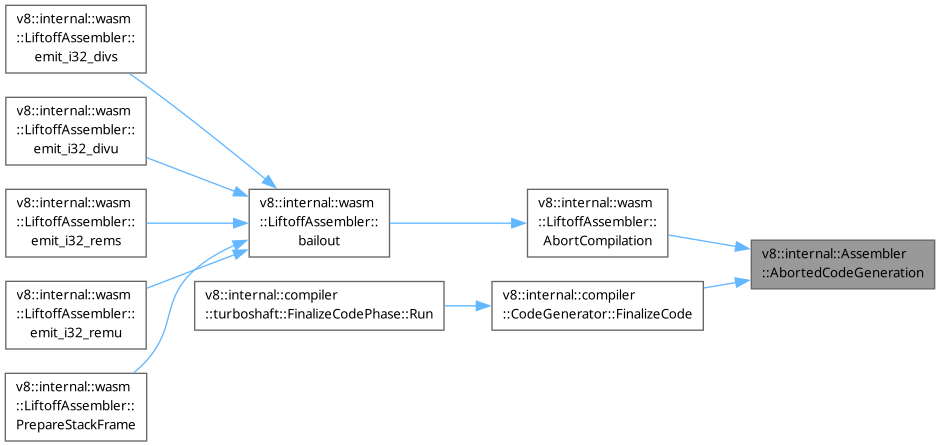 v8::internal::wasm
::LiftoffAssembler::
emit_i32_divs
v8::internal::wasm
::LiftoffAssembler::
emit_i32_divu
v8::internal::wasm
::LiftoffAssembler::
emit_i32_rems
v8::internal::wasm
::LiftoffAssembler::
emit_i32_remu
v8::internal::wasm
::LiftoffAssembler::
PrepareStackFrame
v8::internal::wasm
::LiftoffAssembler::
bailout
v8::internal::compiler
::turboshaft::FinalizeCodePhase::Run
v8::internal::wasm
::LiftoffAssembler::
AbortCompilation
v8::internal::compiler
::CodeGenerator::FinalizeCode
v8::internal::Assembler
::AbortedCodeGeneration